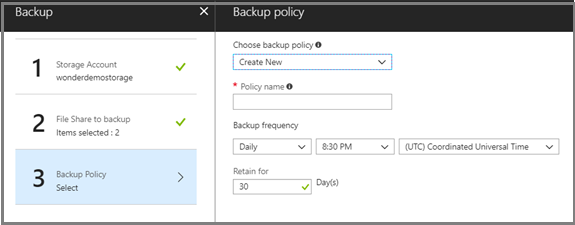 Backup
1
Storage Account
wonderdemostorage
2
File Share to backup
Items selected : 2
3
Backup Policy
Select
Backup policy
Choose backup policy
Create New
* Policy name
Backup frequency
Daily 8:30 PM (UTC) Coordinated Universal Time
Retain for
30 Day(s)